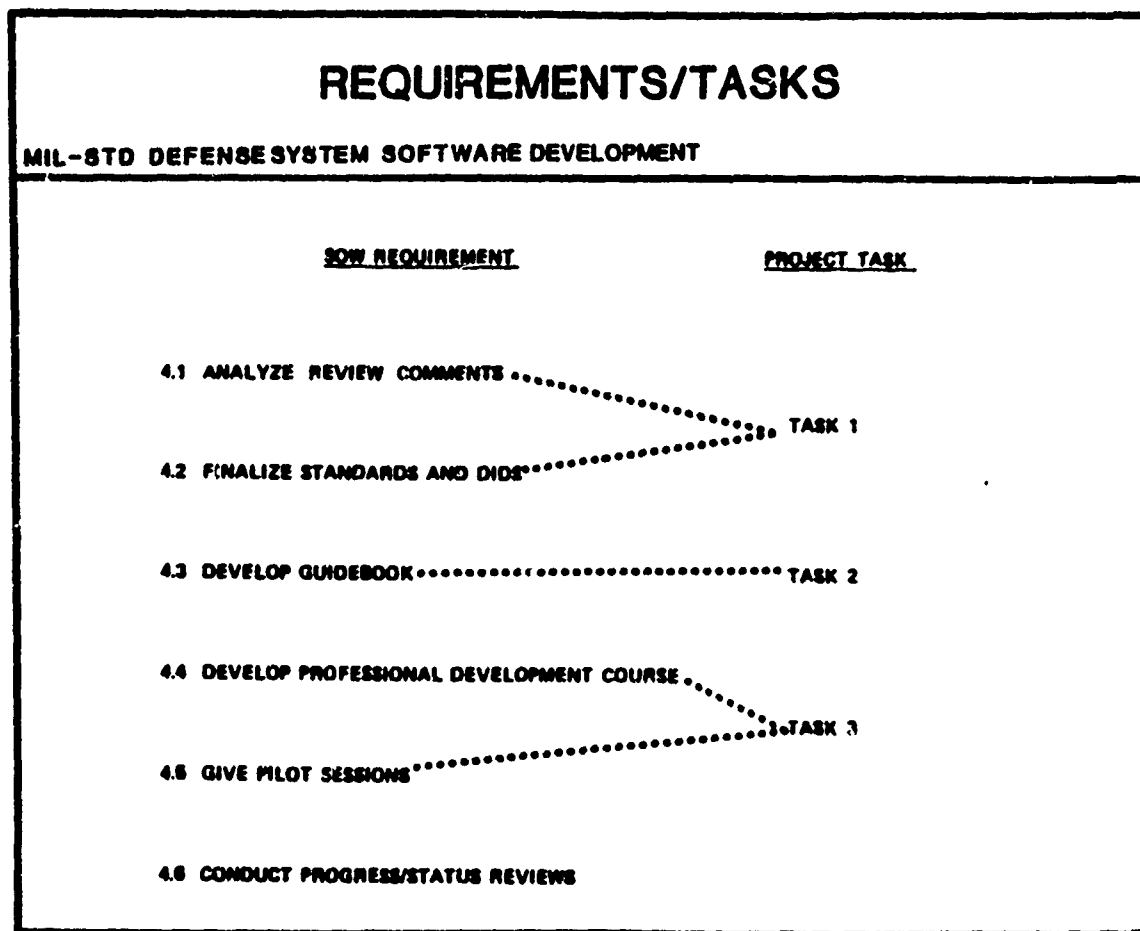 REQUIREMENTS/TASKS
MIL-STD DEFENSE SYSTEM SOFTWARE DEVELOPMENT
SOW REQUIREMENT PROJECT TASK
4.1 ANALYZE REVIEW COMMENTS
TASK 1
4.2 FINALIZE STANDARDS AND DIDS
4.3 DEVELOP GUIDEBOOK TASK 2
4.4 DEVELOP PROFESSIONAL DEVELOPMENT COURSE
TASK 3
4.5 GIVE PILOT SESSIONS
4.6 CONDUCT PROGRESS/STATUS REVIEWS